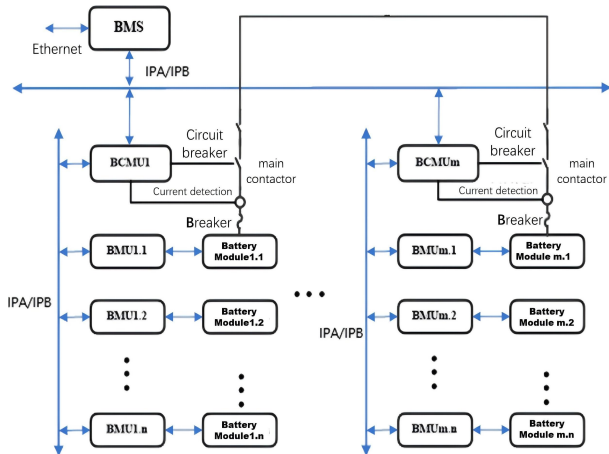 BMS
Ethernet
IPA/IPB
Circuit
breaker
BCMU1
main
contactor
Current detection
Breaker
BMU1.1
Battery
Module1.1
IPA/IPB
BMU1.2
Battery
Module1.2
BMU1.n
Battery
Module1.n
Circuit
breaker
BCMUm
main
contactor
Current detection
Breaker
BMUm.1
Battery
Module m.1
IPA/IPB
BMUm.2
Battery
Module m.2
BMUm.n
Battery
Module m.n